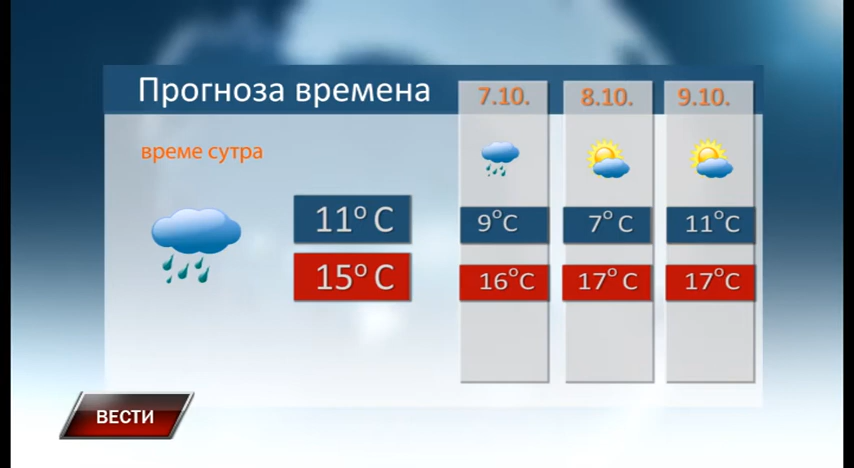 Прогноза времена
време сутра
11° C
15° C
7.10.
8.10.
9.10.
9°C
7°C
11°C
16°C
17°C
17°C
ВЕСТИ